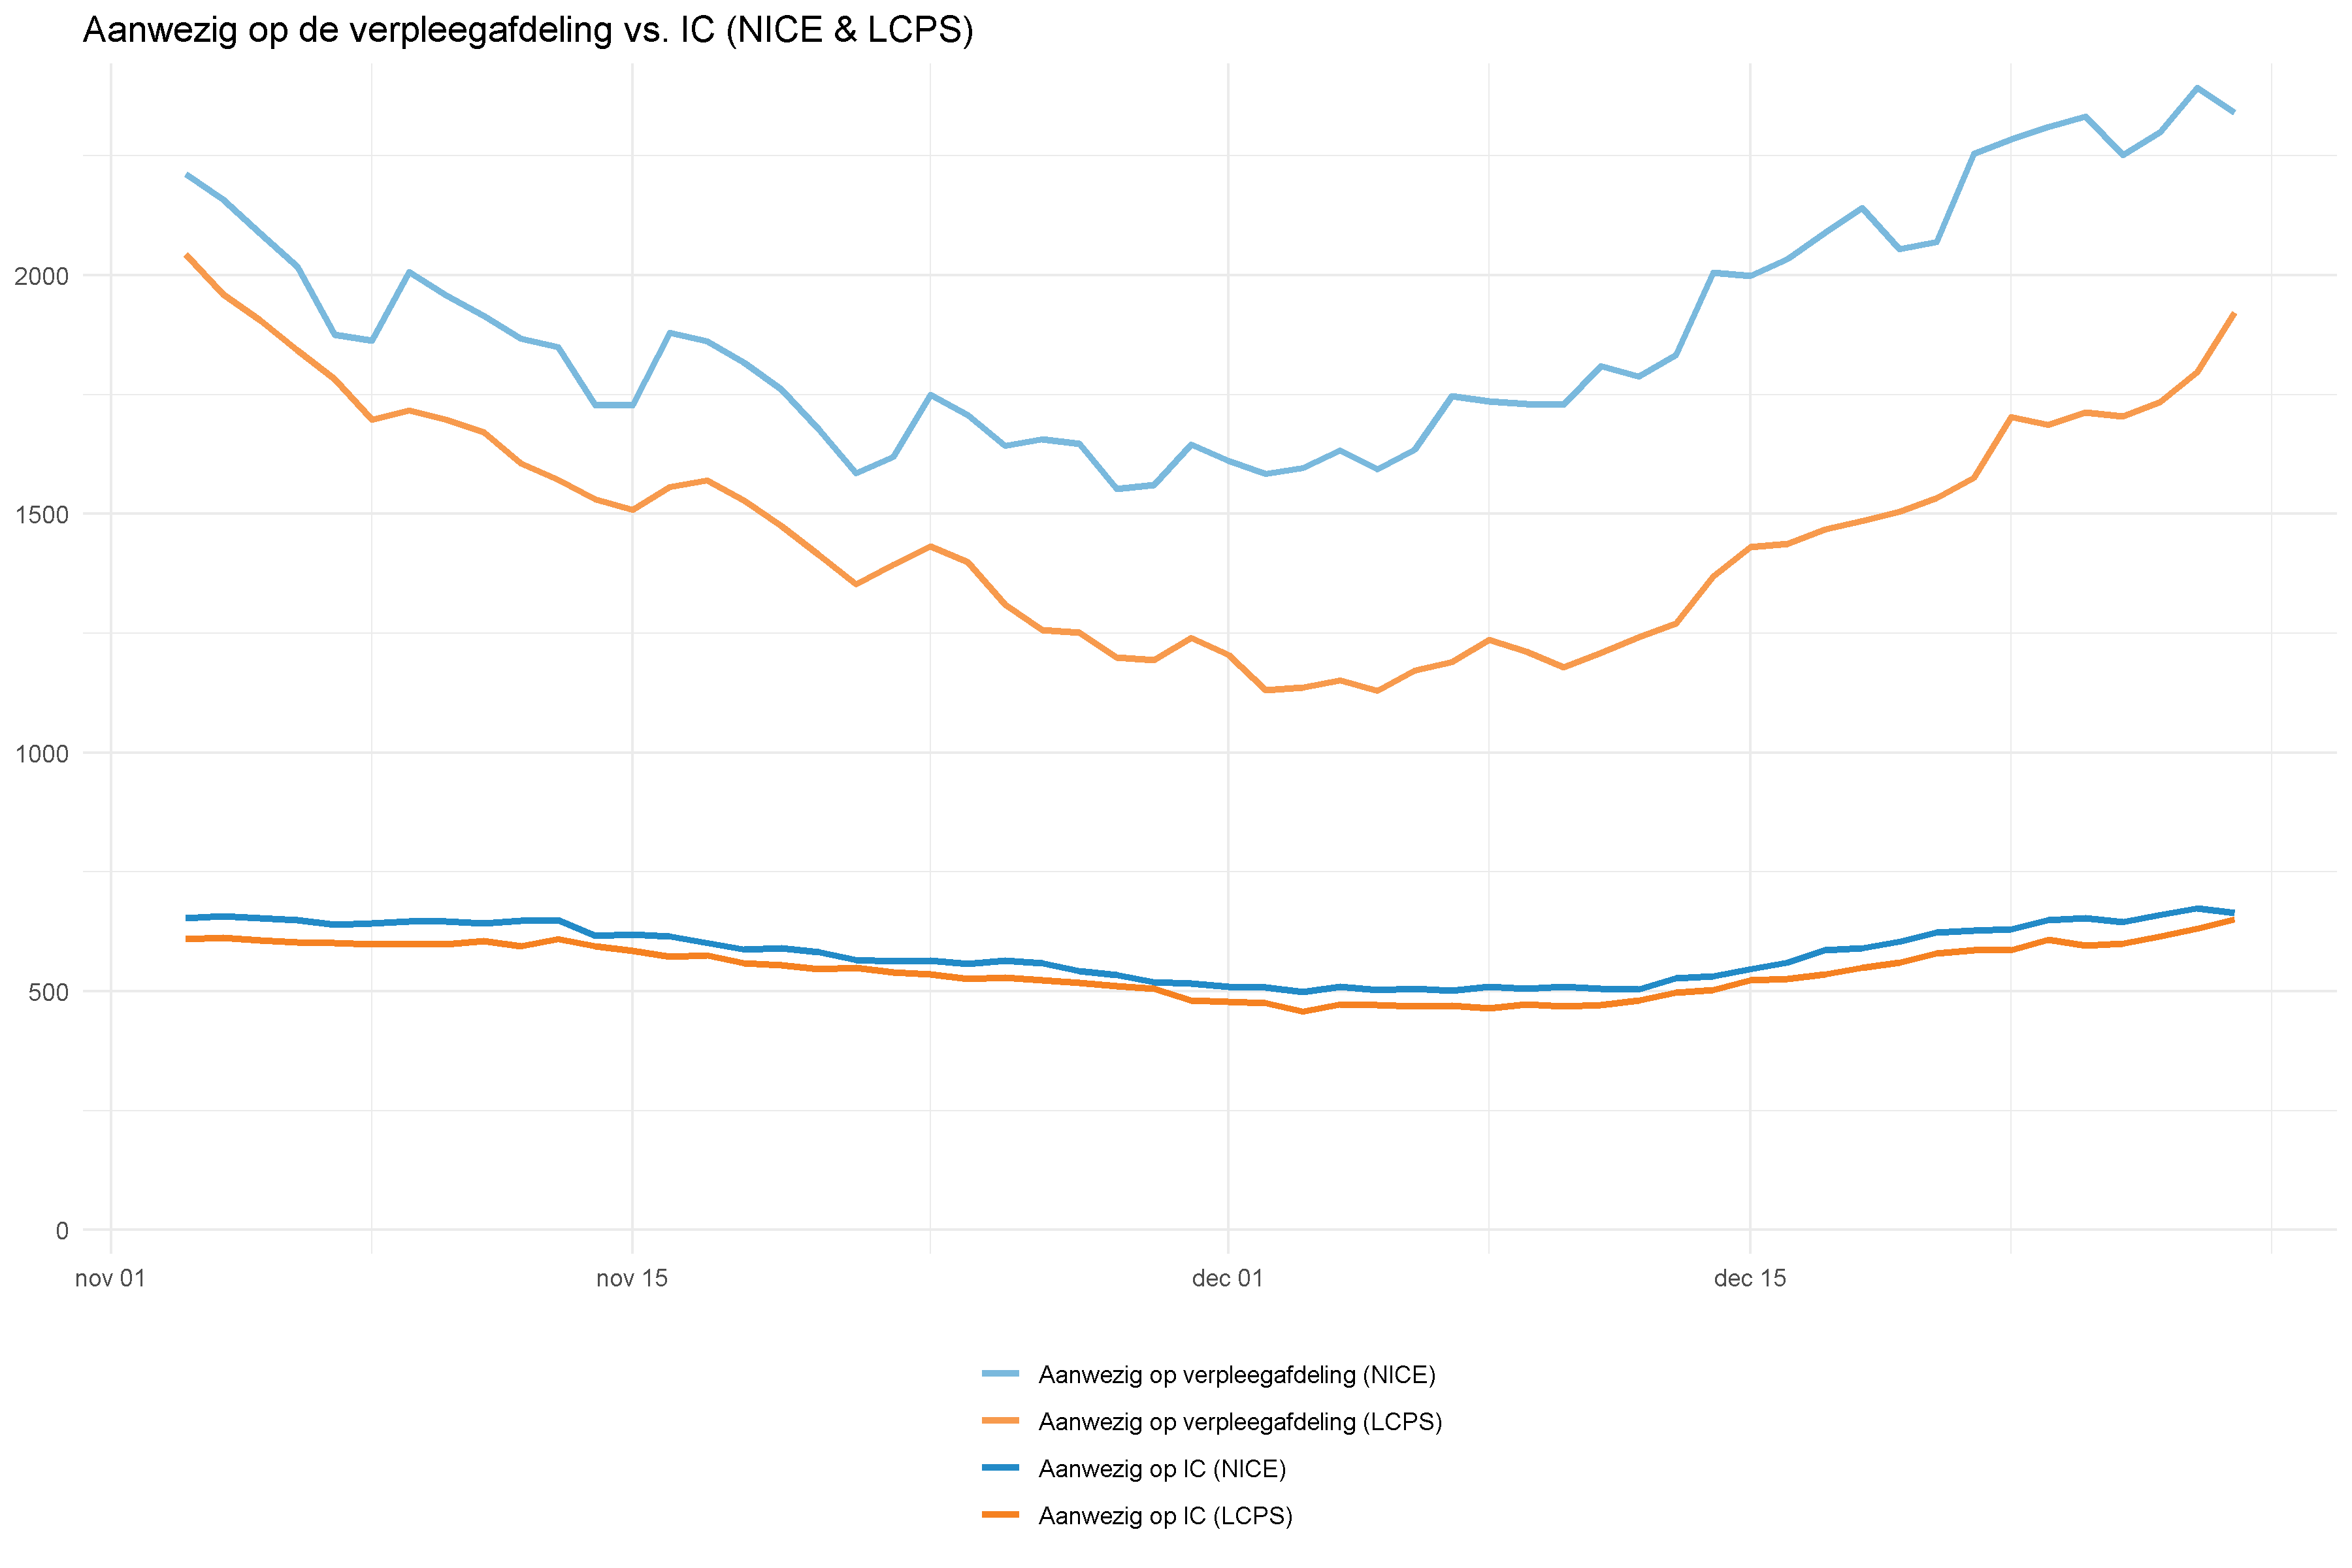 Aanwezig op de verpleegafdeling vs. IC (NICE & LCPS)
2000
1500
1000
500
0
nov 01
nov 15
dec 01
dec 15
Aanwezig op verpleegafdeling (NICE)
Aanwezig op verpleegafdeling (LCPS)
Aanwezig op IC (NICE)
Aanwezig op IC (LCPS)